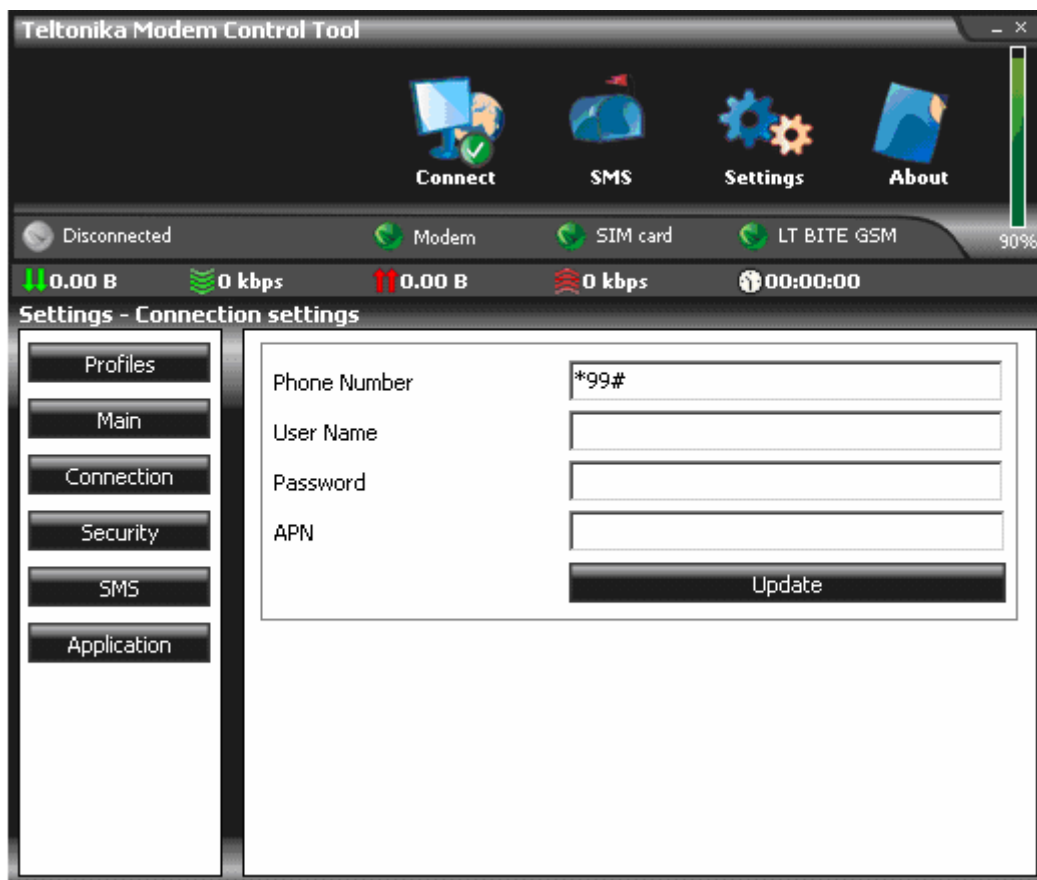 Teltonika Modem Control Tool
Connect SMS Settings About
Disconnected Modem SIM card LT BITE GSM 90%
0.00 B 0 kbps 0.00 B 0 kbps 00:00:00
Settings - Connection settings
Profiles
Main
Connection
Security
SMS
Application
Phone Number *99#
User Name
Password
APN
Update